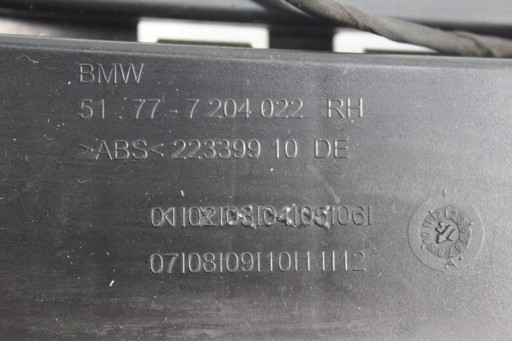 BMW
51.77-7 204 022 RH
>ABS< 223399 10 DE
01|02|03|04|05|06|
07|08|09|10|11|12